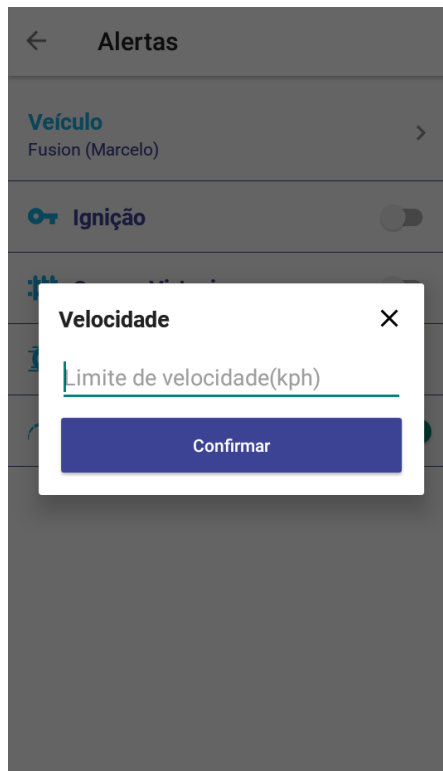 Alertas
Veículo
Fusion (Marcelo)
Ignição
Velocidade
Limite de velocidade(kph)
Confirmar